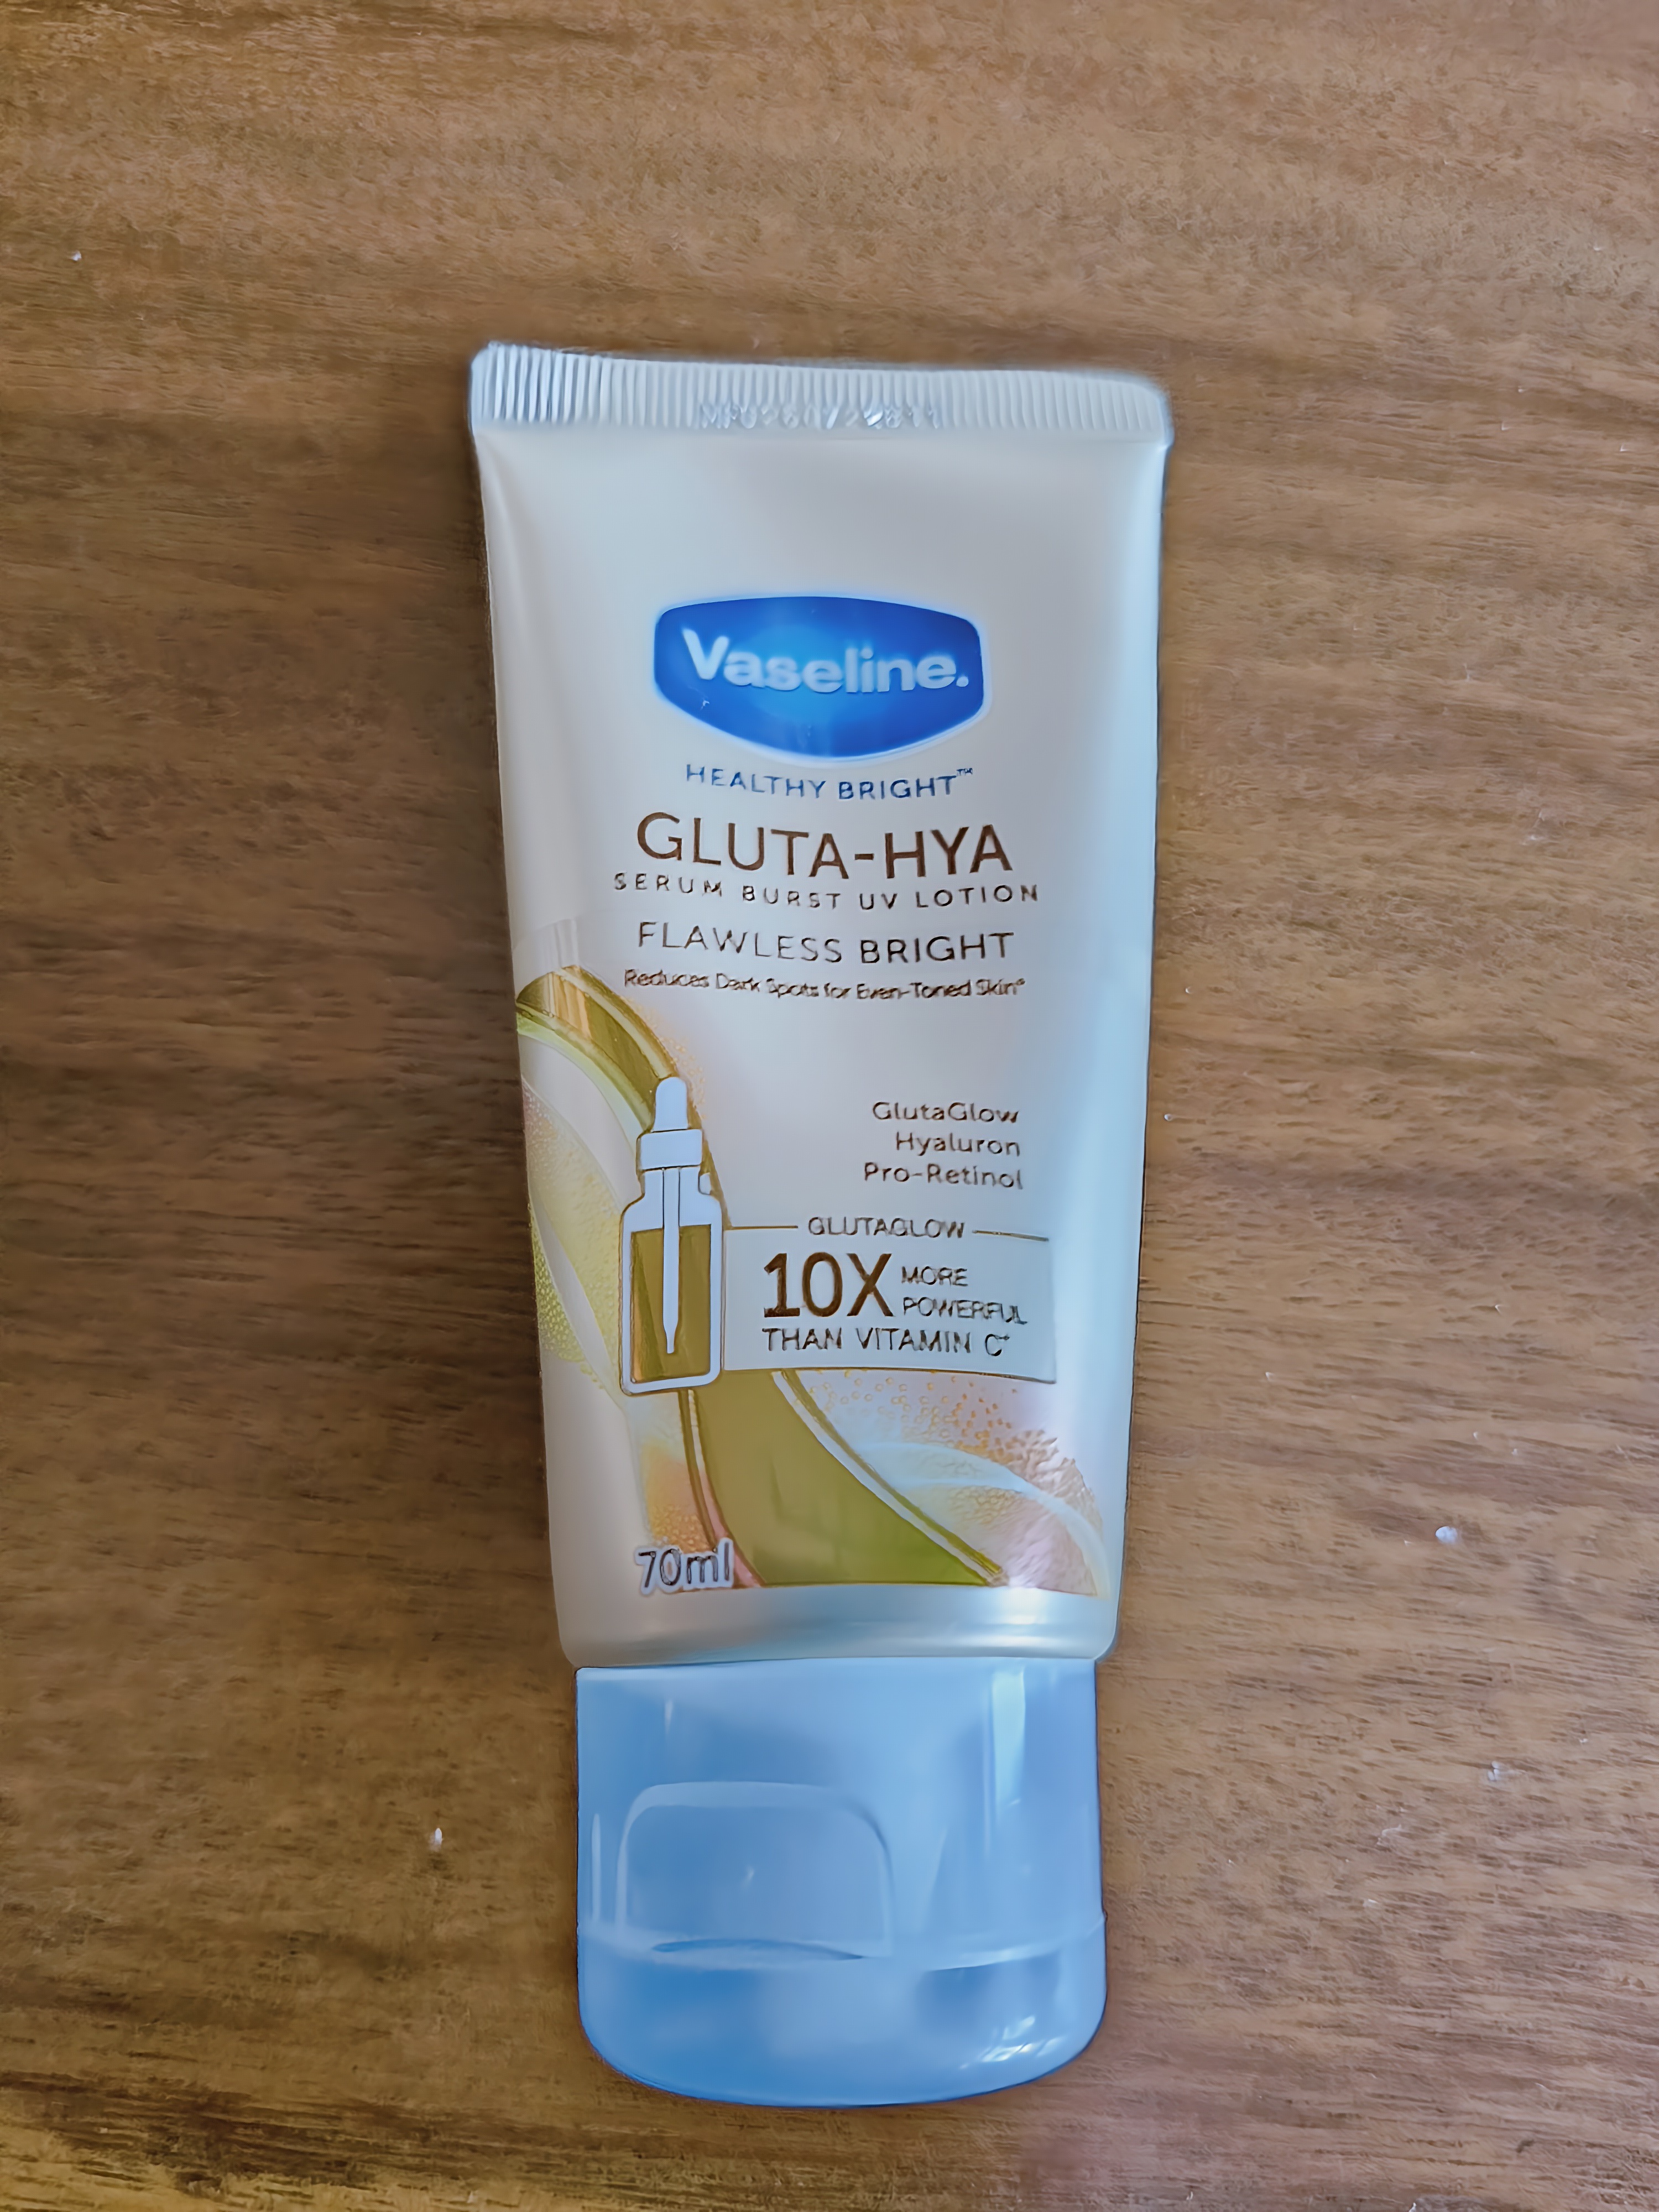 Vaseline.
HEALTHY BRIGHT™
GLUTA-HYA
SERUM BURST UV LOTION
FLAWLESS BRIGHT
Reduces Dark Spots for Even-Toned Skin*
GlutaGlow
Hyaluron
Pro-Retinol
GLUTAGLOW
10X MORE
POWERFUL
THAN VITAMIN C⁺
70ml